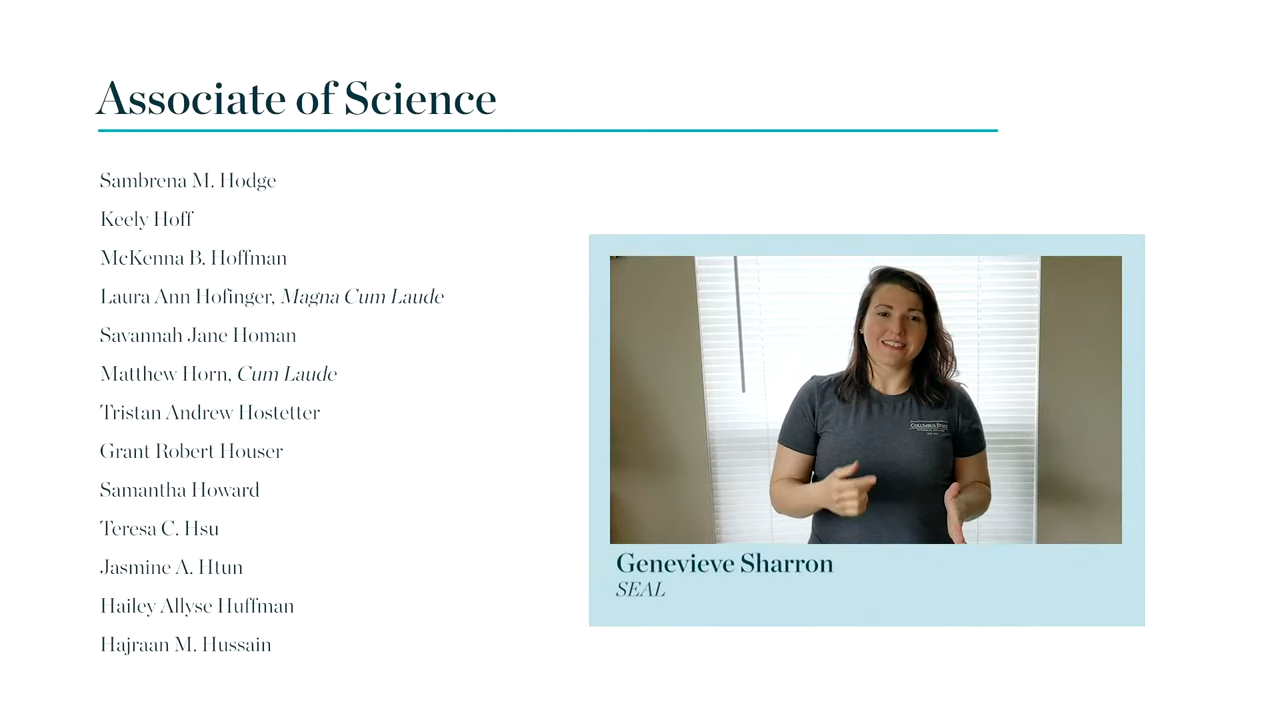 Associate of Science
Sambrena M. Hodge
Keely Hoff
McKenna B. Hoffman
Laura Ann Hofinger, Magna Cum Laude
Savannah Jane Homan
Matthew Horn, Cum Laude
Tristan Andrew Hostetter
Grant Robert Houser
Samantha Howard
Teresa C. Hsu
Jasmine A. Htun
Hailey Allyse Huffman
Hajraan M. Hussain
Columbus State
Genevieve Sharron
SEAL